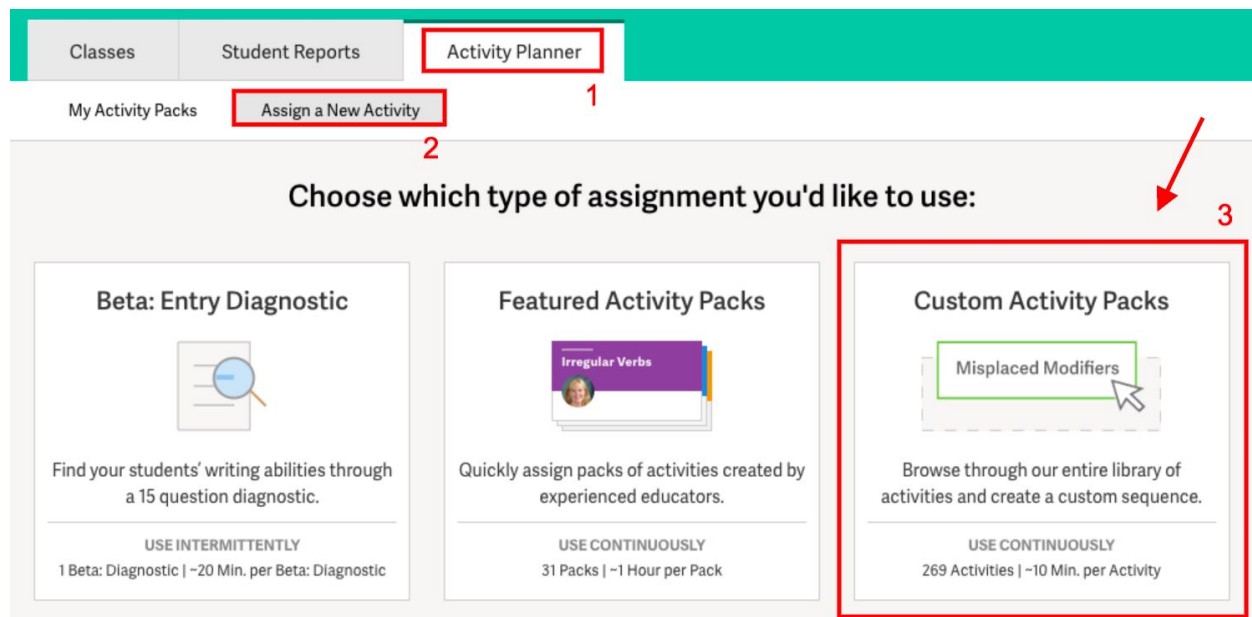 Classes
Student Reports
Activity Planner
1
My Activity Packs
Assign a New Activity
2
Choose which type of assignment you'd like to use:
3
Beta: Entry Diagnostic
Find your students' writing abilities through
a 15 question diagnostic.
USE INTERMITTENTLY
1 Beta: Diagnostic | ~20 Min. per Beta: Diagnostic
Featured Activity Packs
Irregular Verbs
Quickly assign packs of activities created by
experienced educators.
USE CONTINUOUSLY
31 Packs | ~1 Hour per Pack
Custom Activity Packs
Misplaced Modifiers
Browse through our entire library of
activities and create a custom sequence.
USE CONTINUOUSLY
269 Activities | ~10 Min. per Activity